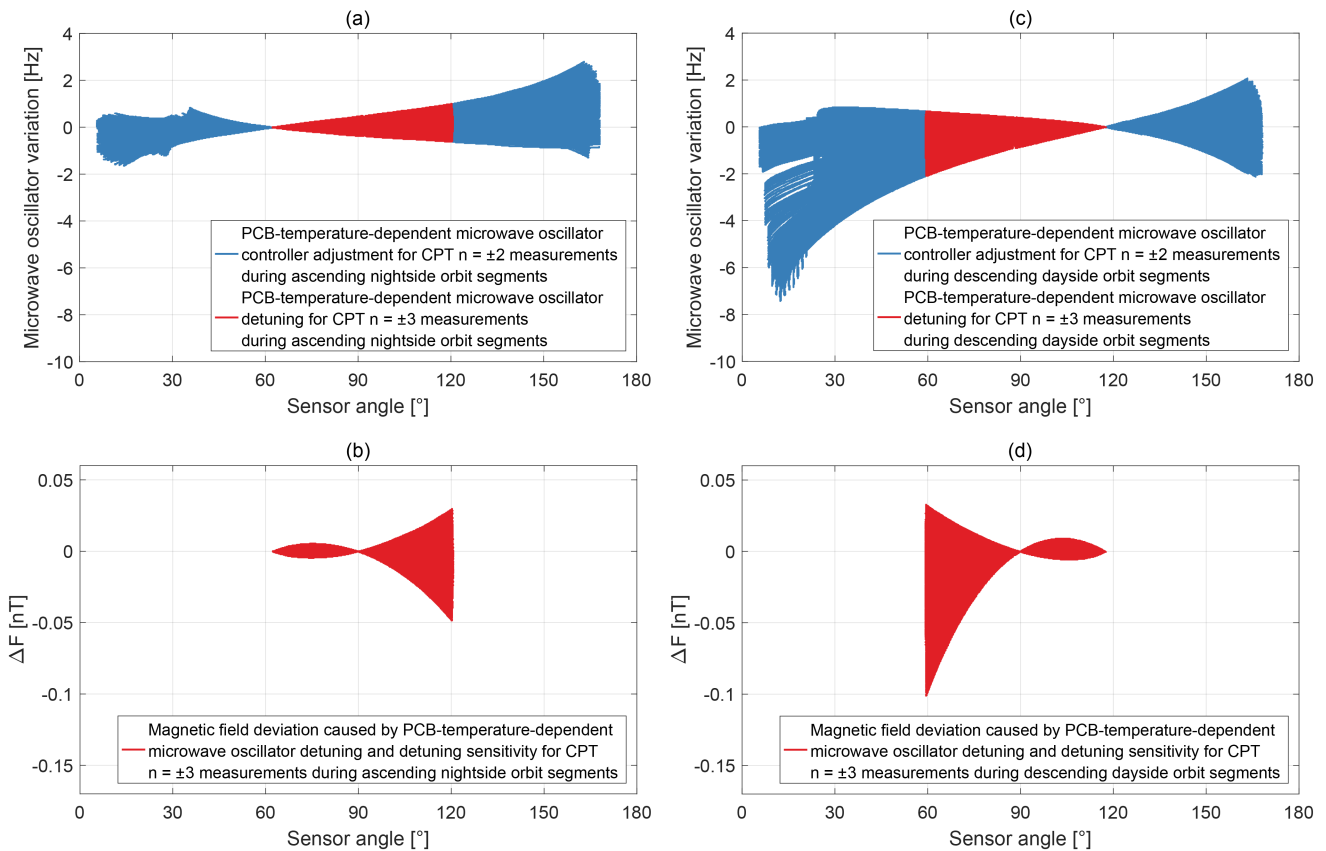 (a)
Microwave oscillator variation [Hz]
4
2
0
-2
-4
-6
-8
-10
PCB-temperature-dependent microwave oscillator
controller adjustment for CPT n = ±2 measurements
during ascending nightside orbit segments
PCB-temperature-dependent microwave oscillator
detuning for CPT n = ±3 measurements
during ascending nightside orbit segments
0 30 60 90 120 150 180
Sensor angle [°]
(c)
Microwave oscillator variation [Hz]
4
2
0
-2
-4
-6
-8
-10
PCB-temperature-dependent microwave oscillator
controller adjustment for CPT n = ±2 measurements
during descending dayside orbit segments
PCB-temperature-dependent microwave oscillator
detuning for CPT n = ±3 measurements
during descending dayside orbit segments
0 30 60 90 120 150 180
Sensor angle [°]
(b)
ΔF [nT]
0.05
0
-0.05
-0.1
-0.15
Magnetic field deviation caused by PCB-temperature-dependent
microwave oscillator detuning and detuning sensitivity for CPT
n = ±3 measurements during ascending nightside orbit segments
0 30 60 90 120 150 180
Sensor angle [°]
(d)
ΔF [nT]
0.05
0
-0.05
-0.1
-0.15
Magnetic field deviation caused by PCB-temperature-dependent
microwave oscillator detuning and detuning sensitivity for CPT
n = ±3 measurements during descending dayside orbit segments
0 30 60 90 120 150 180
Sensor angle [°]